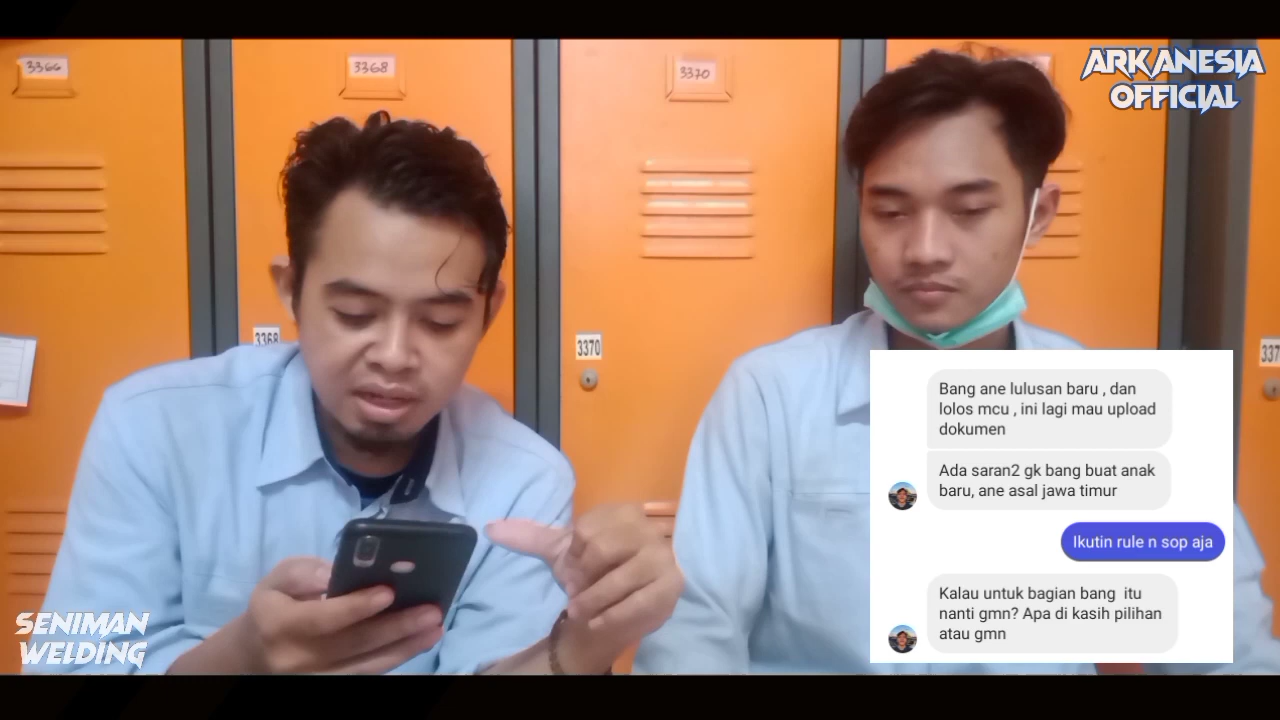 3366
3368
3370
ARKANESIA
OFFICIAL
3368
3370
337
Bang ane lulusan baru , dan
lolos mcu , ini lagi mau upload
dokumen
Ada saran2 gk bang buat anak
baru, ane asal jawa timur
Ikutin rule n sop aja
Kalau untuk bagian bang itu
nanti gmn? Apa di kasih pilihan
atau gmn
SENIMAN
WELDING